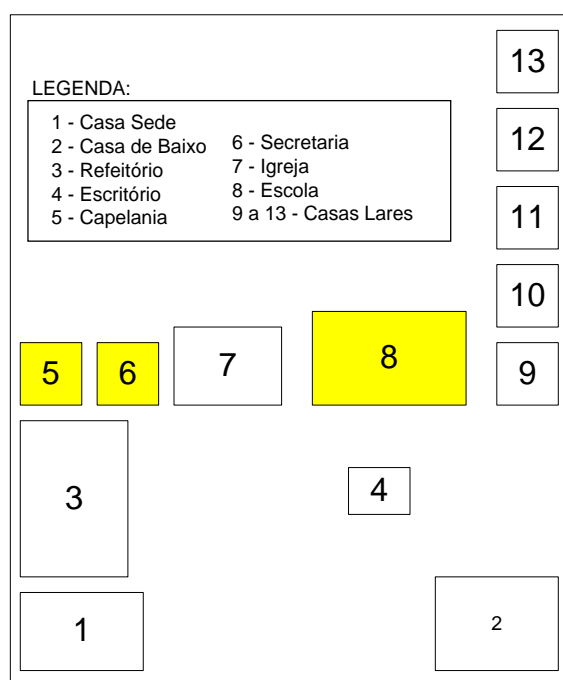 13
LEGENDA:
1 - Casa Sede
2 - Casa de Baixo
3 - Refeitório
4 - Escritório
5 - Capelania
6 - Secretaria
7 - Igreja
8 - Escola
9 a 13 - Casas Lares
12
11
10
5
6
7
8
9
3
4
1
2